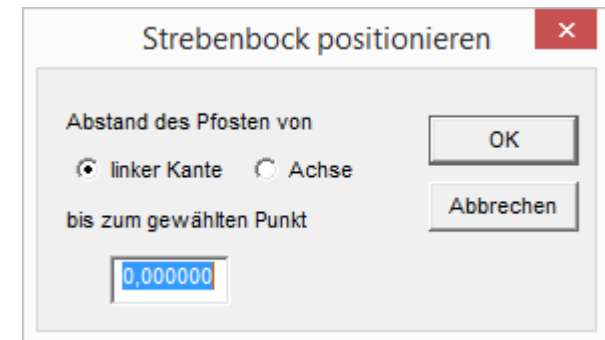 Strebenbock positionieren
Abstand des Pfosten von
OK
linker Kante Achse
Abbrechen
bis zum gewählten Punkt
0,000000